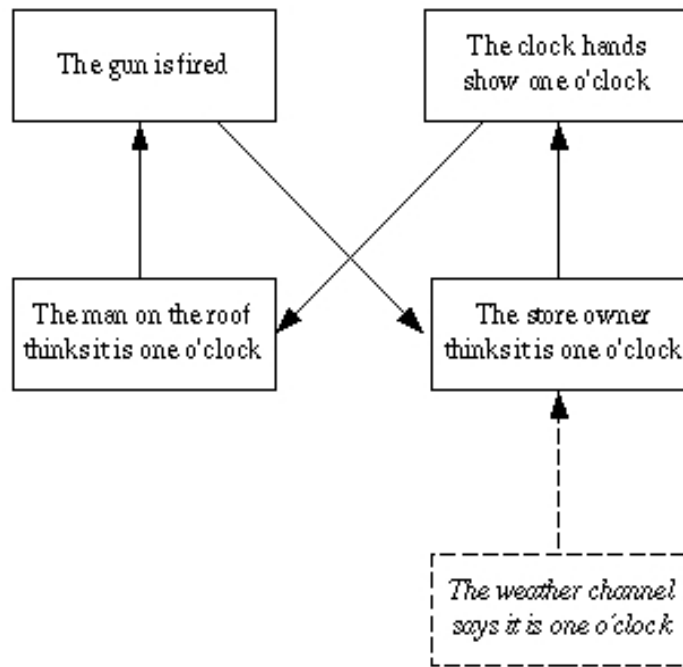 The gun is fired
The clock hands
show one o'clock
The man on the roof
thinks it is one o'clock
The store owner
thinks it is one o'clock
The weather channel
says it is one o'clock